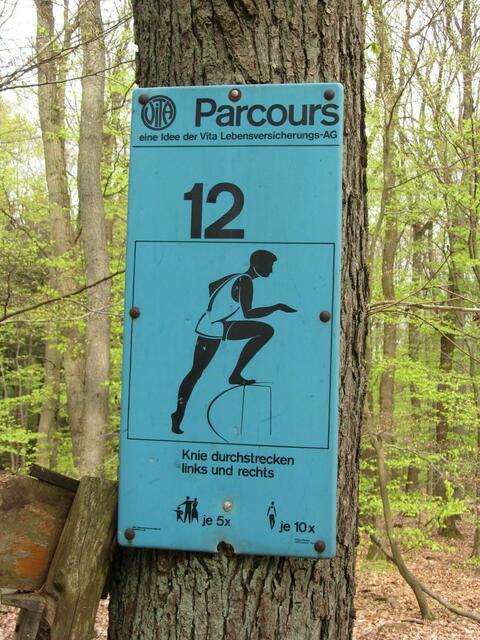 ViTA Parcours
eine Idee der Vita Lebensversicherungs-AG
12
Knie durchstrecken
links und rechts
je 5x je 10x